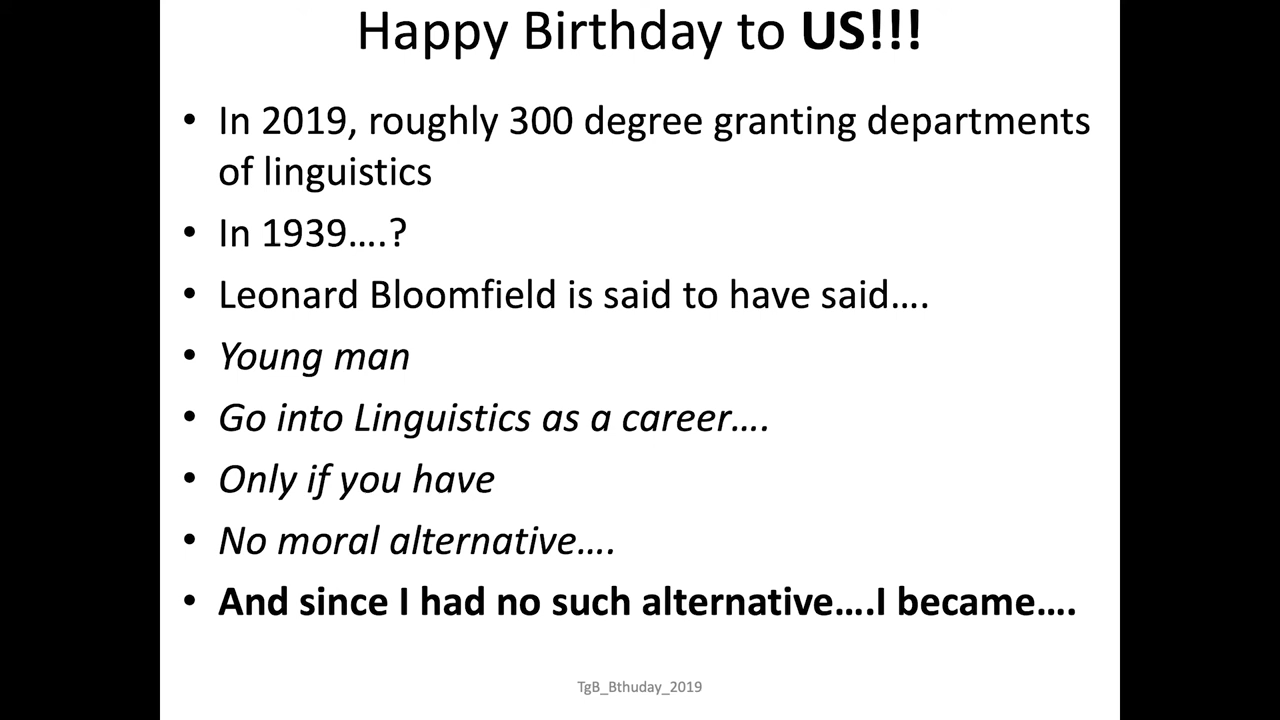 Happy Birthday to US!!!
• In 2019, roughly 300 degree granting departments
of linguistics
• In 1939….?
• Leonard Bloomfield is said to have said….
• Young man
• Go into Linguistics as a career….
• Only if you have
• No moral alternative….
• And since I had no such alternative….I became….
TgB_Bthuday_2019